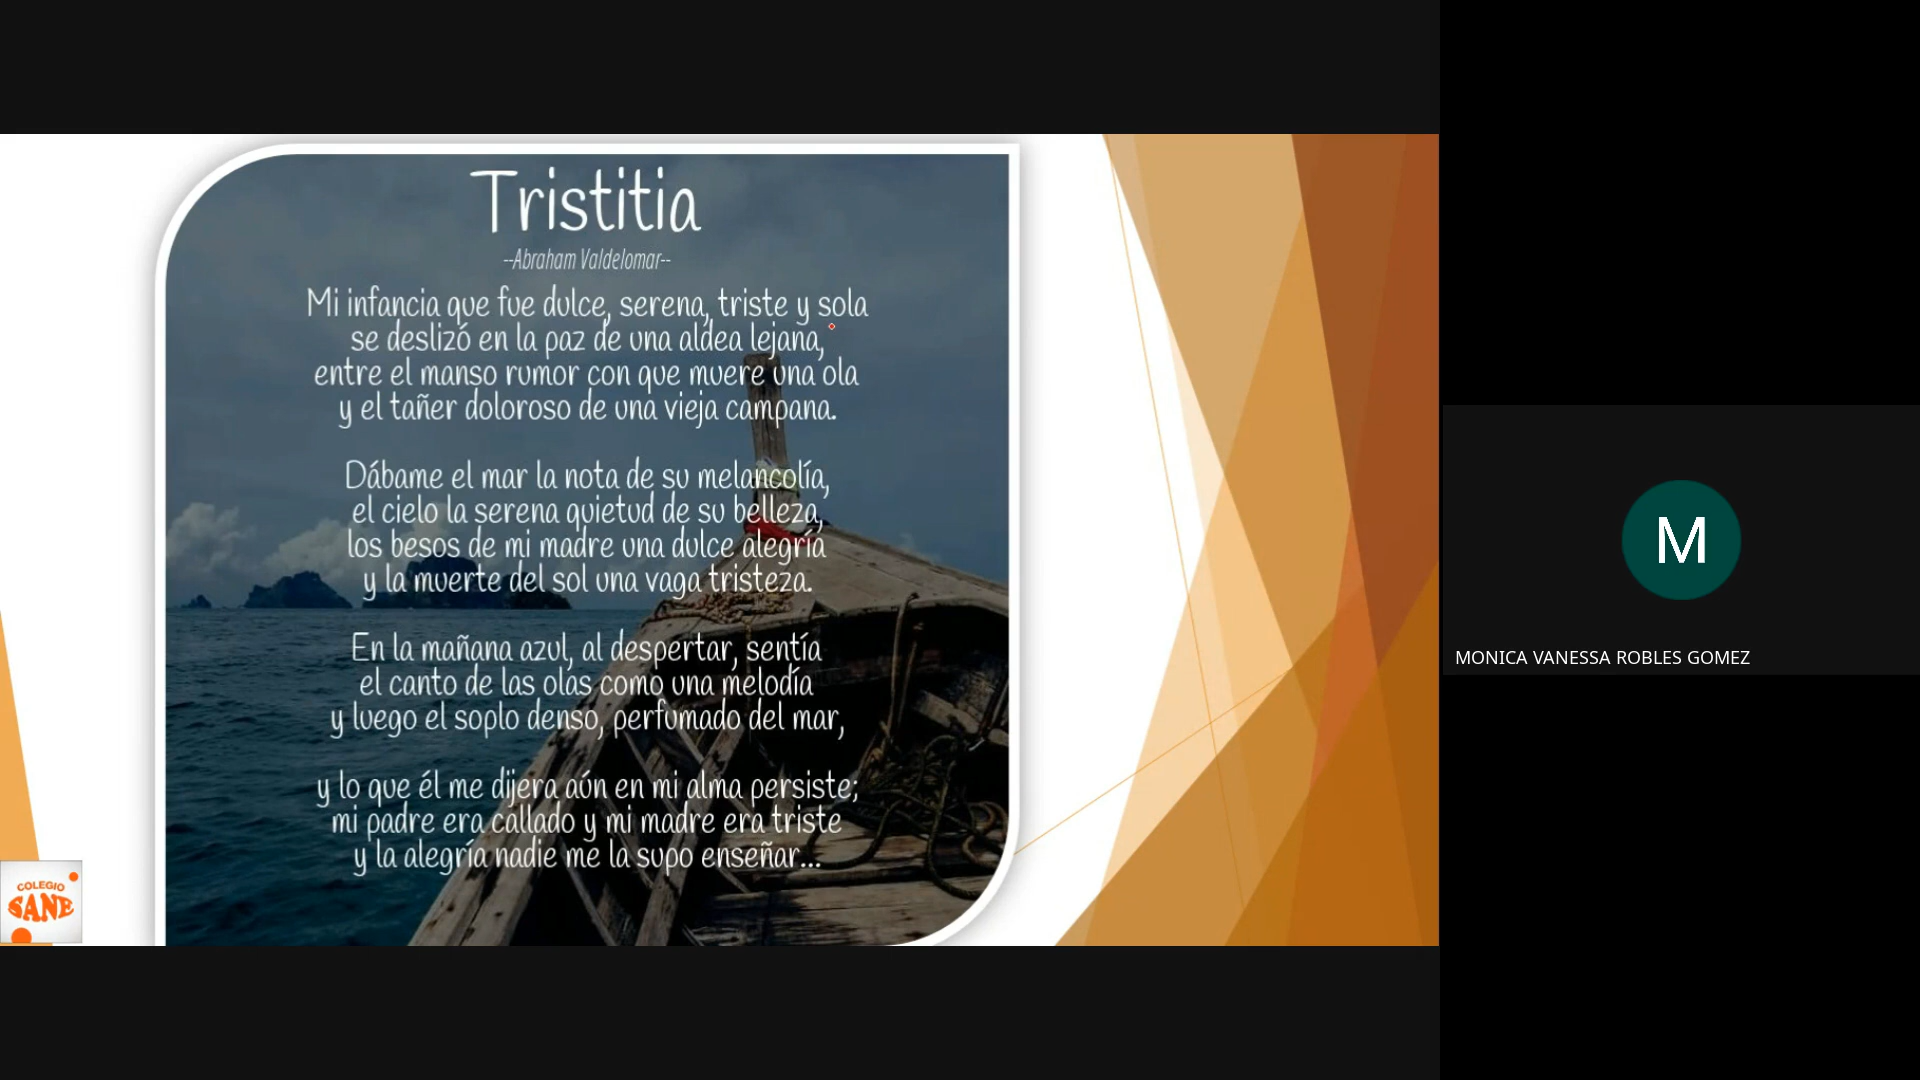 Tristitia
--Abraham Valdelomar--
Mi infancia que fue dulce, serena, triste y sola
se deslizó en la paz de una aldea lejana,
entre el manso rumor con que muere una ola
y el tañer doloroso de una vieja campana.
Dábame el mar la nota de su melancolía,
el cielo la serena quietud de su belleza,
los besos de mi madre una dulce alegría
y la muerte del sol una vaga tristeza.
En la mañana azul, al despertar, sentía
el canto de las olas como una melodía
y luego el soplo denso, perfumado del mar,
y lo que él me dijera aún en mi alma persiste;
mi padre era callado y mi madre era triste
y la alegría nadie me la supo enseñar...
COLEGIO
SANE
M
MONICA VANESSA ROBLES GOMEZ